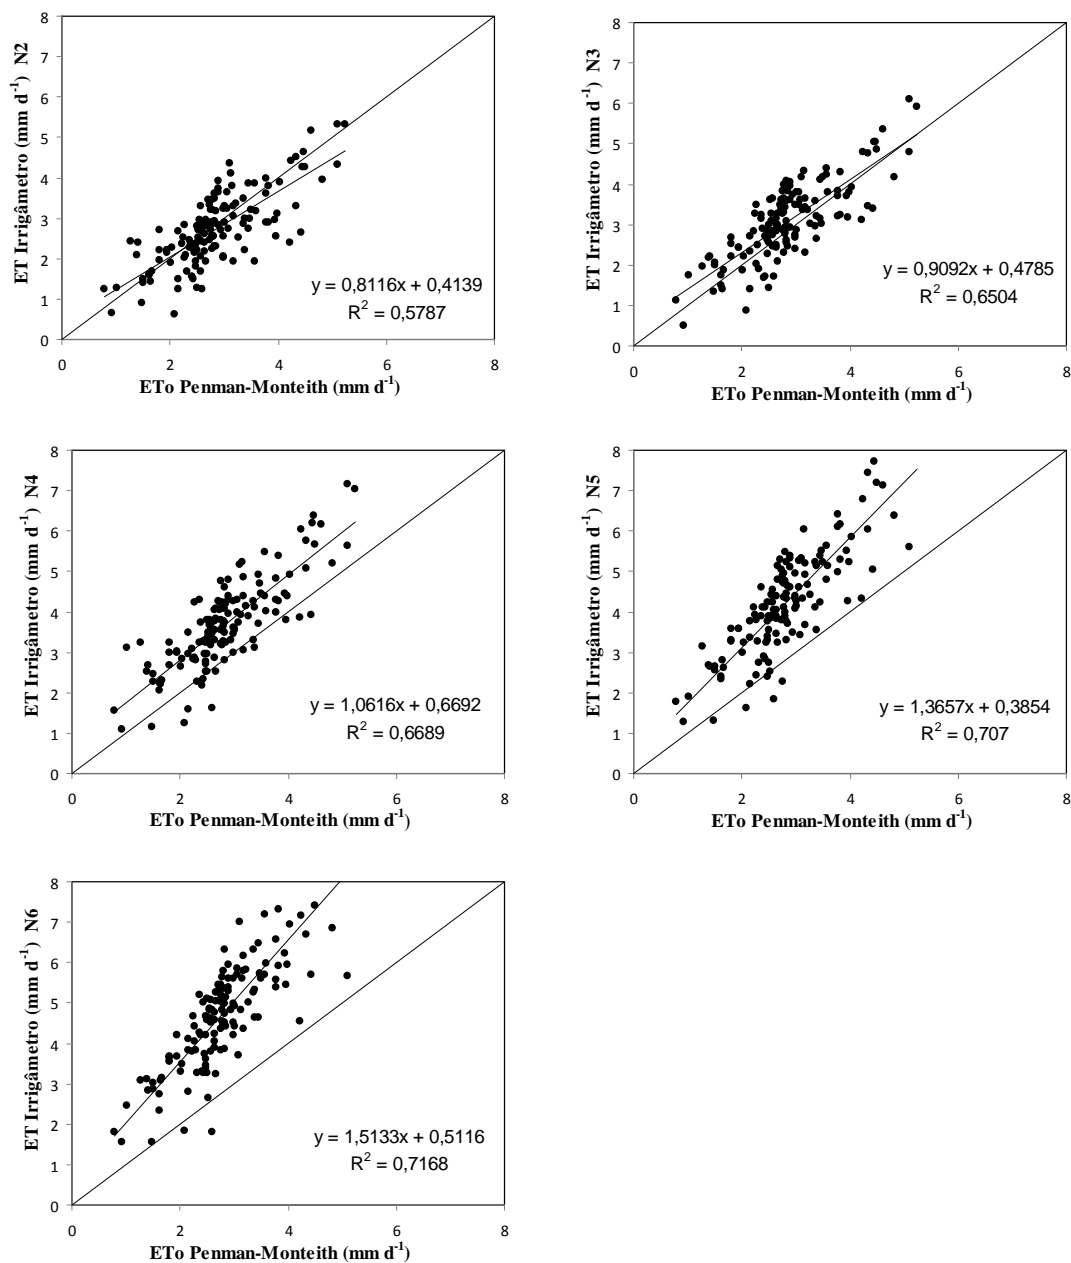 ET Irrigâmetro (mm d-1) N2
8
7
6
5
4
3
2
1
0
y = 0,8116x + 0,4139
R2 = 0,5787
0 2 4 6 8
ETo Penman-Monteith (mm d-1)
ET Irrigâmetro (mm d-1) N3
8
7
6
5
4
3
2
1
0
y = 0,9092x + 0,4785
R2 = 0,6504
0 2 4 6 8
ETo Penman-Monteith (mm d-1)
ET Irrigâmetro (mm d-1) N4
8
7
6
5
4
3
2
1
0
y = 1,0616x + 0,6692
R2 = 0,6689
0 2 4 6 8
ETo Penman-Monteith (mm d-1)
ET Irrigâmetro (mm d-1) N5
8
7
6
5
4
3
2
1
0
y = 1,3657x + 0,3854
R2 = 0,707
0 2 4 6 8
ETo Penman-Monteith (mm d-1)
ET Irrigâmetro (mm d-1) N6
8
7
6
5
4
3
2
1
0
y = 1,5133x + 0,5116
R2 = 0,7168
0 2 4 6 8
ETo Penman-Monteith (mm d-1)